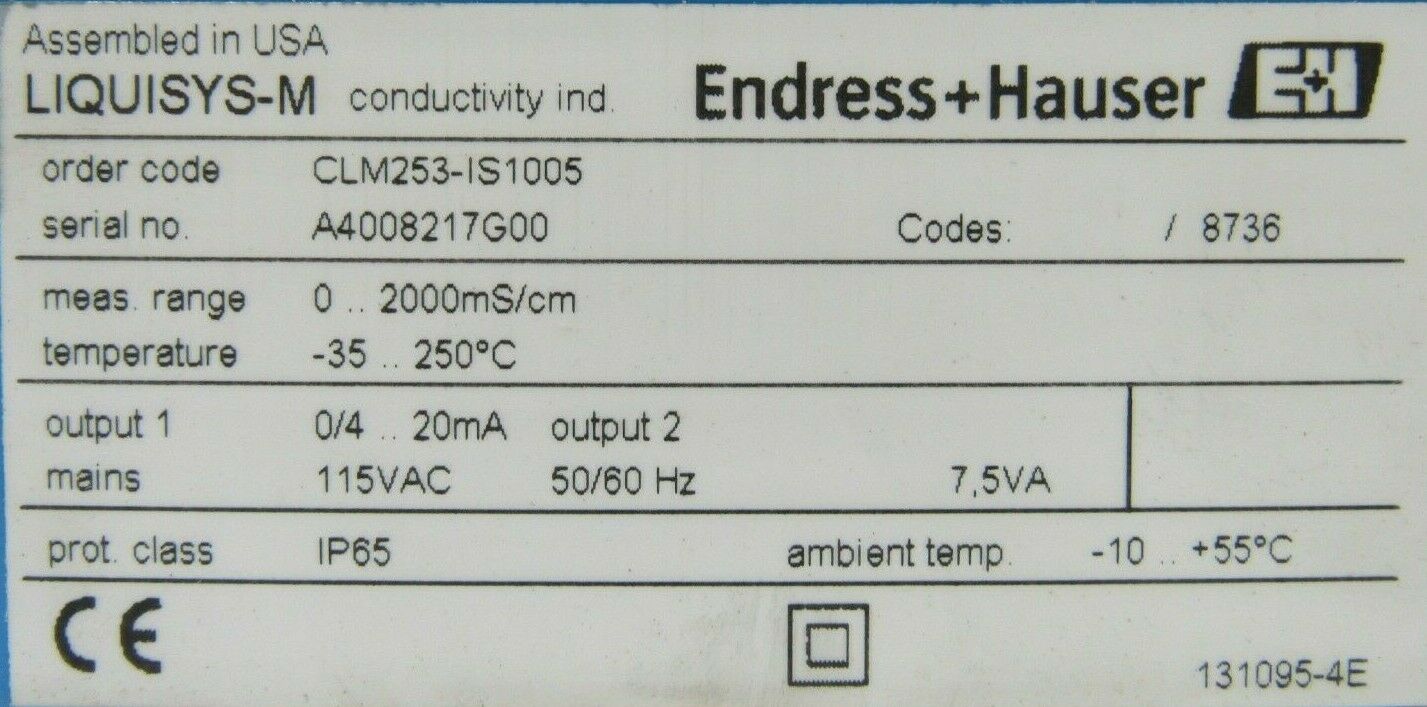 Assembled in USA
LIQUISYS-M conductivity ind. Endress+Hauser E+H
order code CLM253-IS1005
serial no. A4008217G00 Codes: / 8736
meas. range 0 .. 2000mS/cm
temperature -35 .. 250°C
output 1 0/4 .. 20mA output 2
mains 115VAC 50/60 Hz 7,5VA
prot. class IP65 ambient temp. -10 .. +55°C
CE
131095-4E